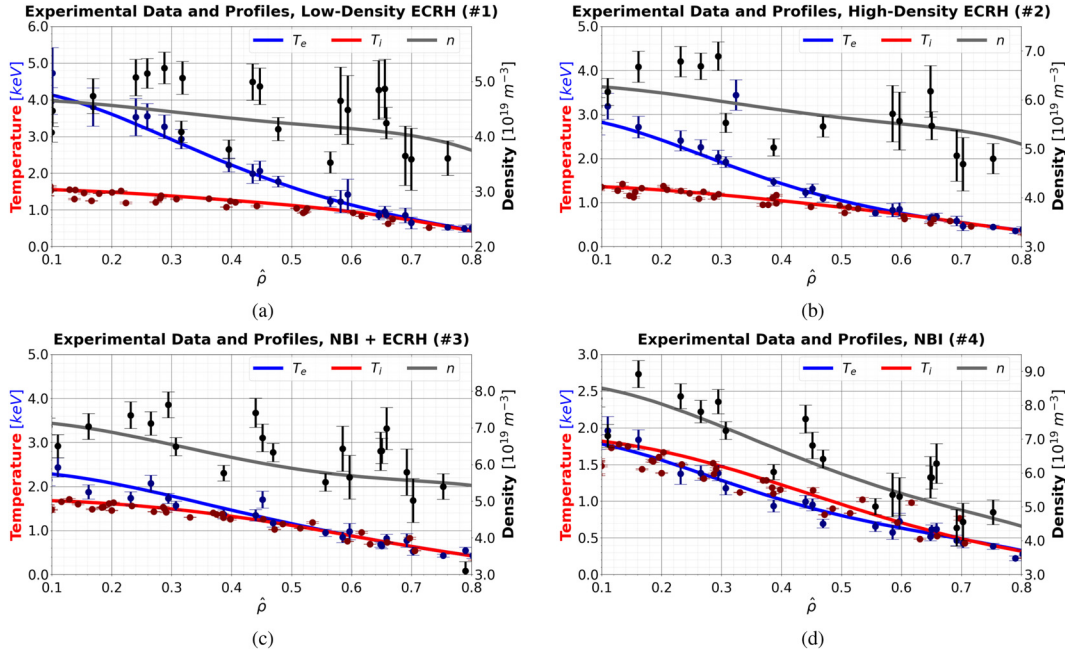 Experimental Data and Profiles, Low-Density ECRH (#1)
Temperature [keV]
6.0
5.0
4.0
3.0
2.0
1.0
0.0
T_e T_i n
5.0
4.0
3.0
2.0
Density [10^19 m^-3]
0.1 0.2 0.3 0.4 0.5 0.6 0.7 0.8
ρ̂
(a)
Experimental Data and Profiles, High-Density ECRH (#2)
Temperature [keV]
5.0
4.0
3.0
2.0
1.0
0.0
T_e T_i n
7.0
6.0
5.0
4.0
3.0
Density [10^19 m^-3]
0.1 0.2 0.3 0.4 0.5 0.6 0.7 0.8
ρ̂
(b)
Experimental Data and Profiles, NBI + ECRH (#3)
Temperature [keV]
5.0
4.0
3.0
2.0
1.0
0.0
T_e T_i n
8.0
7.0
6.0
5.0
4.0
3.0
Density [10^19 m^-3]
0.1 0.2 0.3 0.4 0.5 0.6 0.7 0.8
ρ̂
(c)
Experimental Data and Profiles, NBI (#4)
Temperature [keV]
3.0
2.5
2.0
1.5
1.0
0.5
0.0
T_e T_i n
9.0
8.0
7.0
6.0
5.0
4.0
3.0
Density [10^19 m^-3]
0.1 0.2 0.3 0.4 0.5 0.6 0.7 0.8
ρ̂
(d)